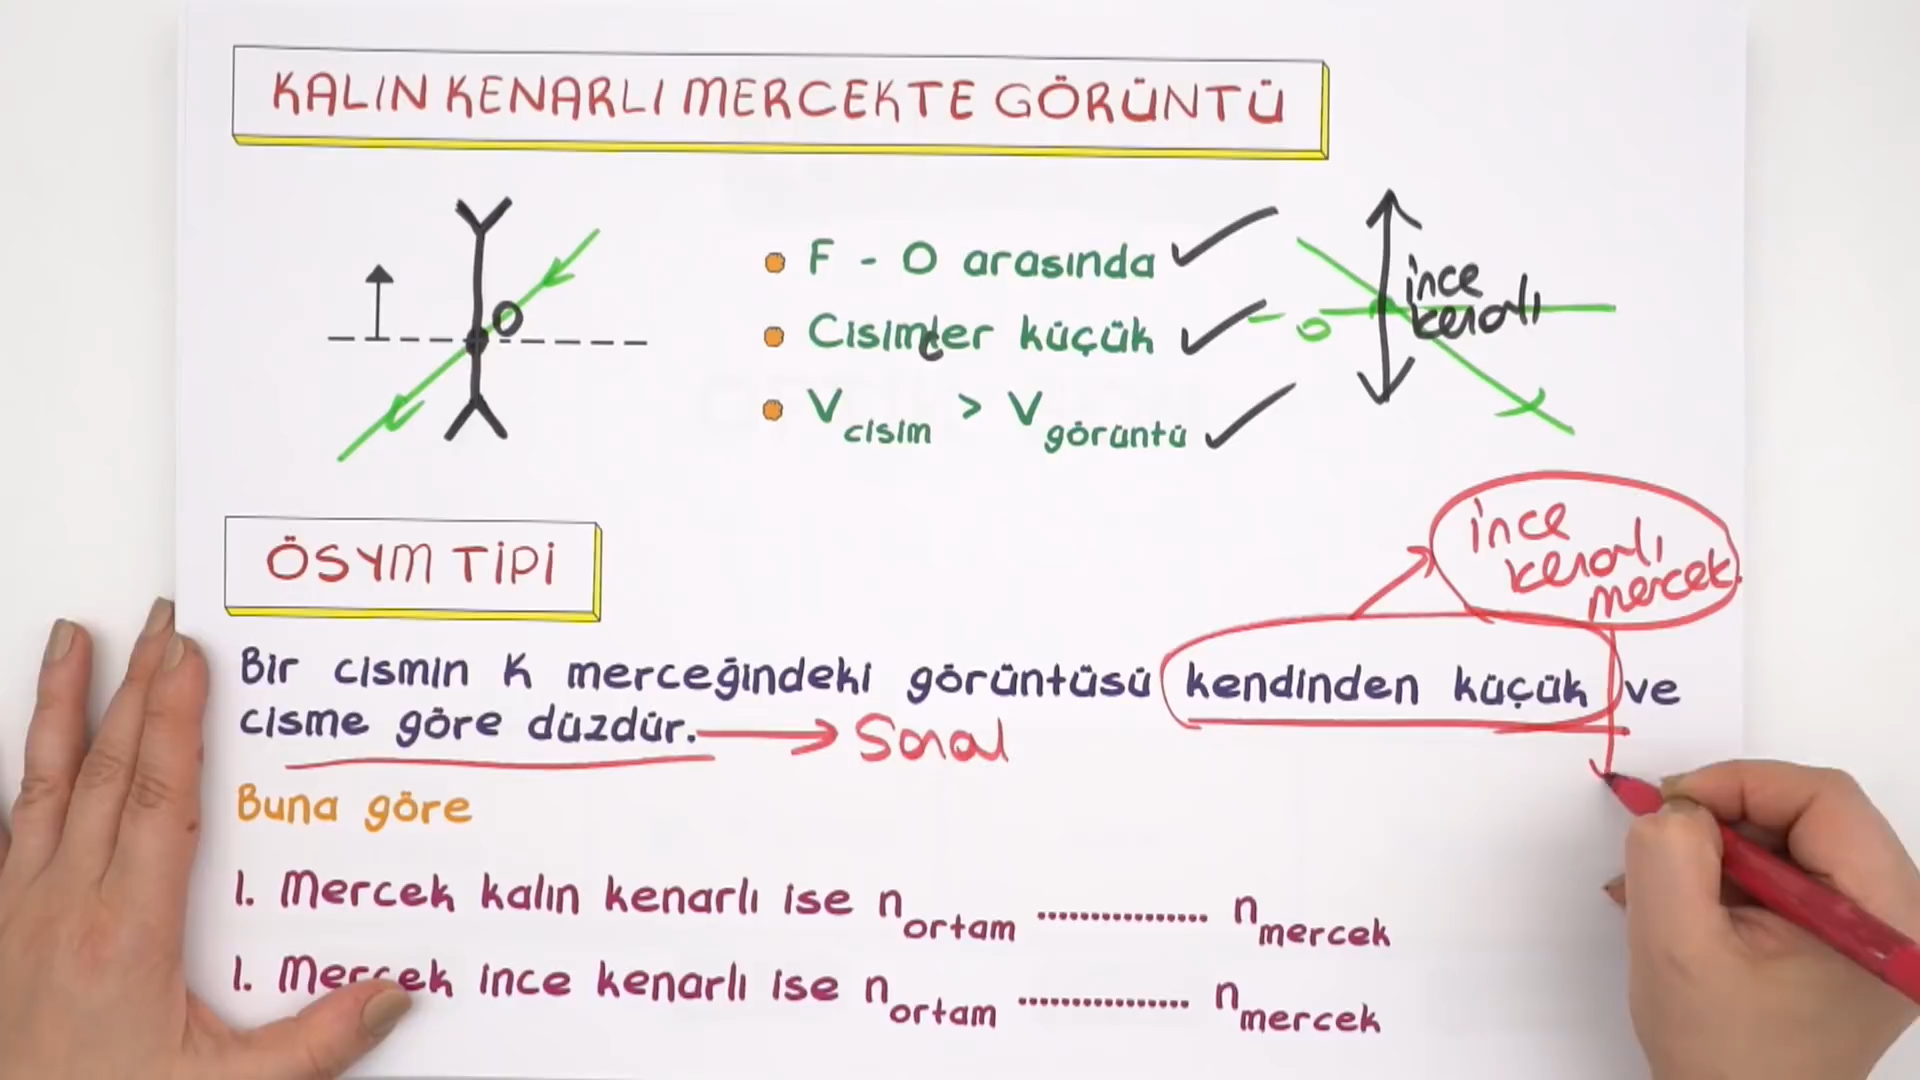 KALIN KENARLI MERCEKTE GÖRÜNTÜ
O
F - O arasında
Cisimler küçük
V cisim > V görüntü
ince
kenarlı
ÖSYM TİPİ
ince
kenarlı
mercek
Bir cismin K merceğindeki görüntüsü kendinden küçük ve
cisme göre düzdür. → Sanal
Buna göre
1. Mercek kalın kenarlı ise n ortam ................ n mercek
1. Mercek ince kenarlı ise n ortam ................ n mercek